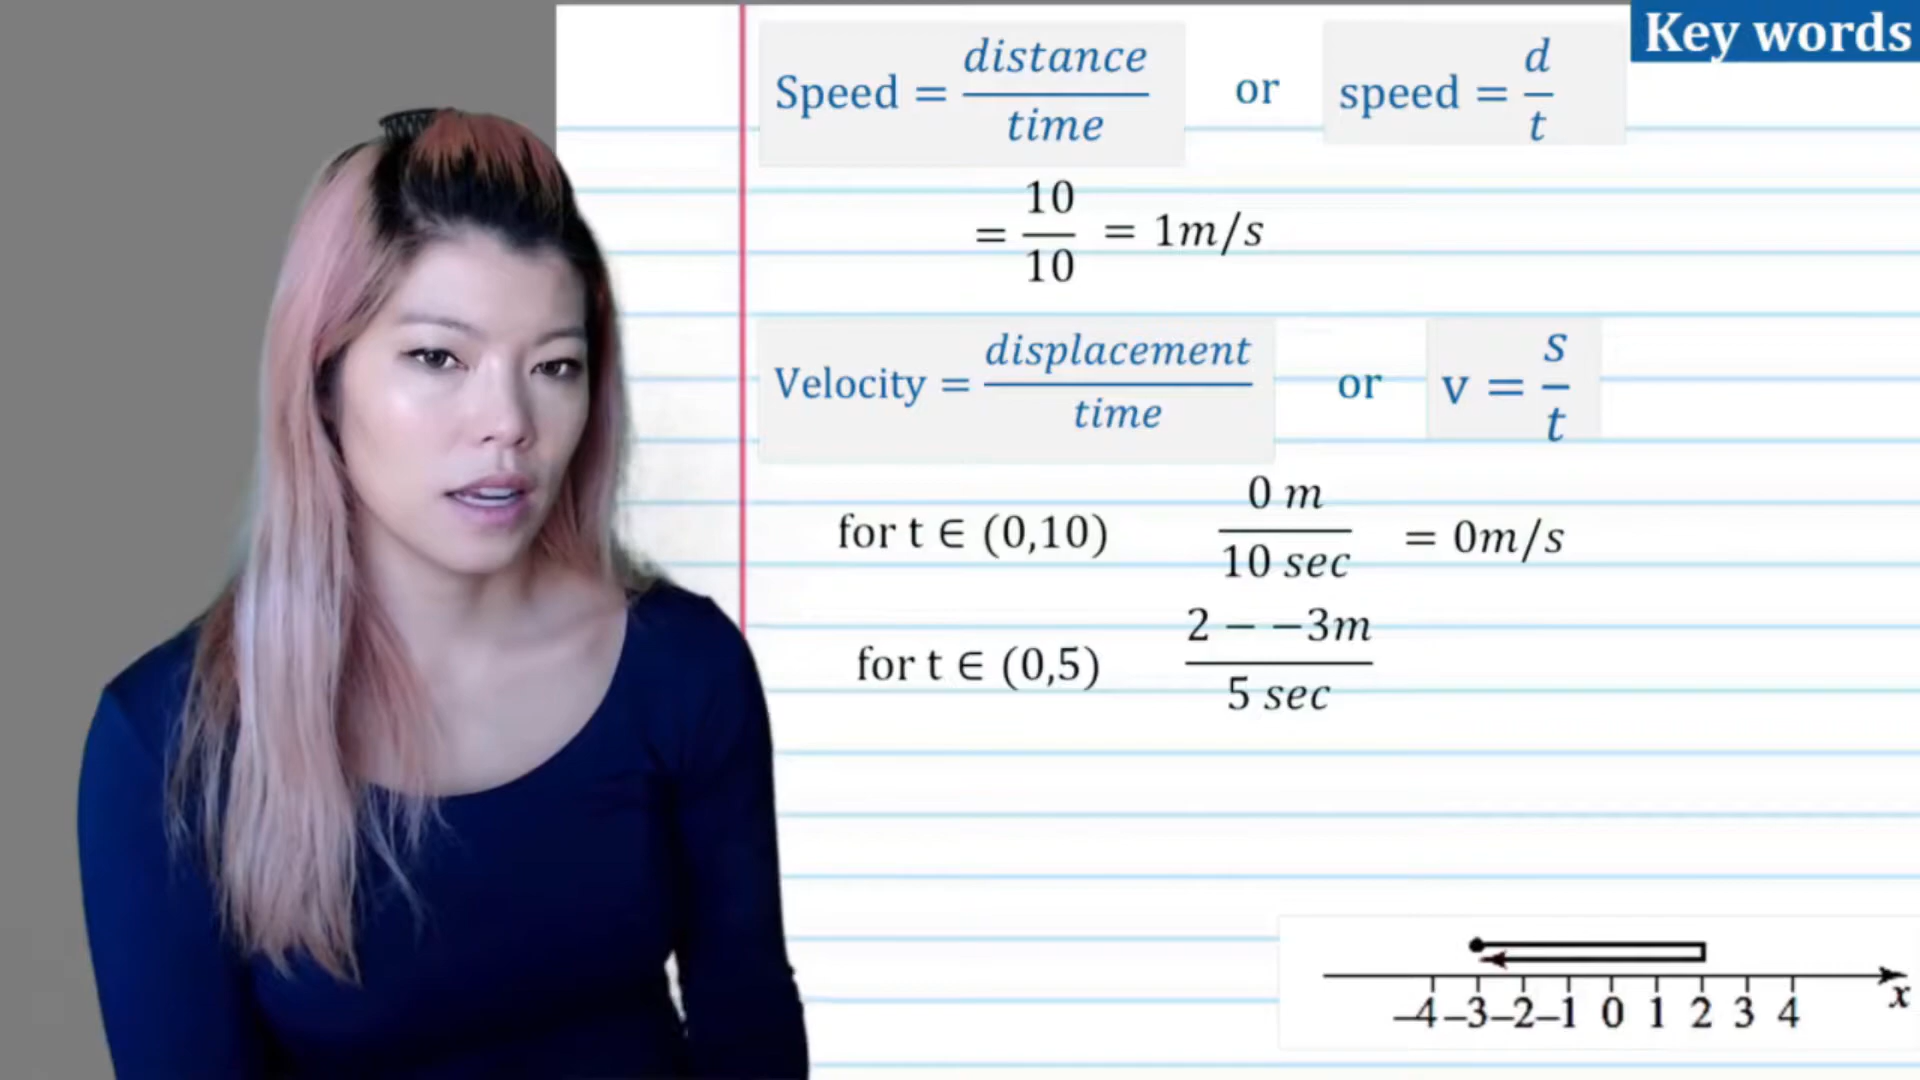 Key words
Speed = distance/time or speed = d/t
= 10/10 = 1m/s
Velocity = displacement/time or v = s/t
for t ∈ (0,10) 0 m/10 sec = 0m/s
for t ∈ (0,5) 2 − −3m/5 sec
–4 –3 –2 –1 0 1 2 3 4 x